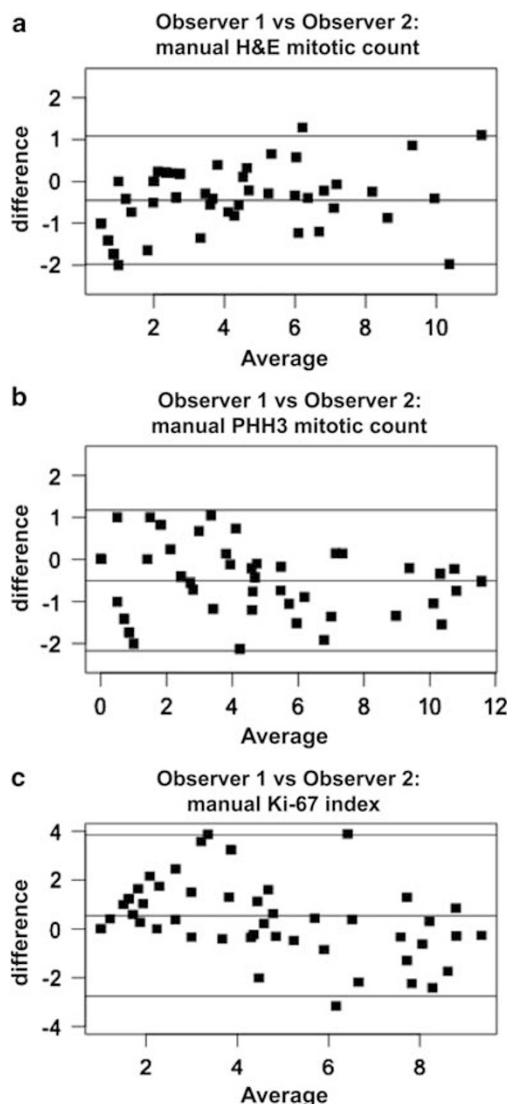 a
Observer 1 vs Observer 2:
manual H&E mitotic count
difference
2
1
0
-1
-2
2 4 6 8 10
Average
b
Observer 1 vs Observer 2:
manual PHH3 mitotic count
difference
2
1
0
-1
-2
0 2 4 6 8 10 12
Average
c
Observer 1 vs Observer 2:
manual Ki-67 index
difference
4
2
0
-2
-4
2 4 6 8
Average